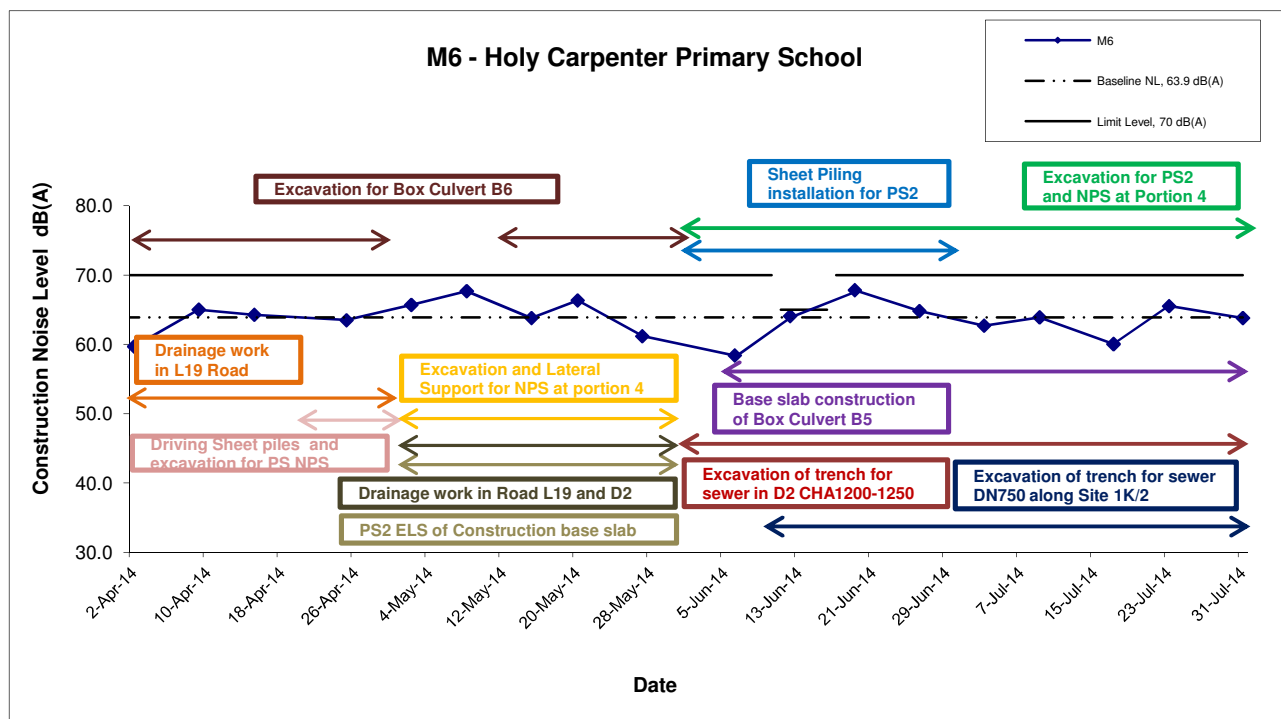 M6 - Holy Carpenter Primary School
M6
Baseline NL, 63.9 dB(A)
Limit Level, 70 dB(A)
Construction Noise Level dB(A)
80.0
70.0
60.0
50.0
40.0
30.0
Excavation for Box Culvert B6
Sheet Piling
installation for PS2
Excavation for PS2
and NPS at Portion 4
Drainage work
in L19 Road
Excavation and Lateral
Support for NPS at portion 4
Base slab construction
of Box Culvert B5
Driving Sheet piles and
excavation for PS NPS
Drainage work in Road L19 and D2
PS2 ELS of Construction base slab
Excavation of trench for
sewer in D2 CHA1200-1250
Excavation of trench for sewer
DN750 along Site 1K/2
2-Apr-14
10-Apr-14
18-Apr-14
26-Apr-14
4-May-14
12-May-14
20-May-14
28-May-14
5-Jun-14
13-Jun-14
21-Jun-14
29-Jun-14
7-Jul-14
15-Jul-14
23-Jul-14
31-Jul-14
Date